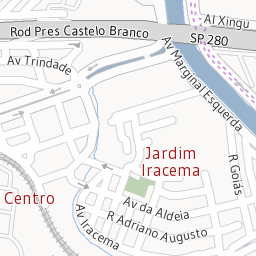 Al Xingu
Rod Pres Castelo Branco
SP 280
Av Trindade
Av Marginal Esquerda
Jardim
Iracema
R Goiás
Centro
Av da Aldeia
R Adriano Augusto
Av Iracema